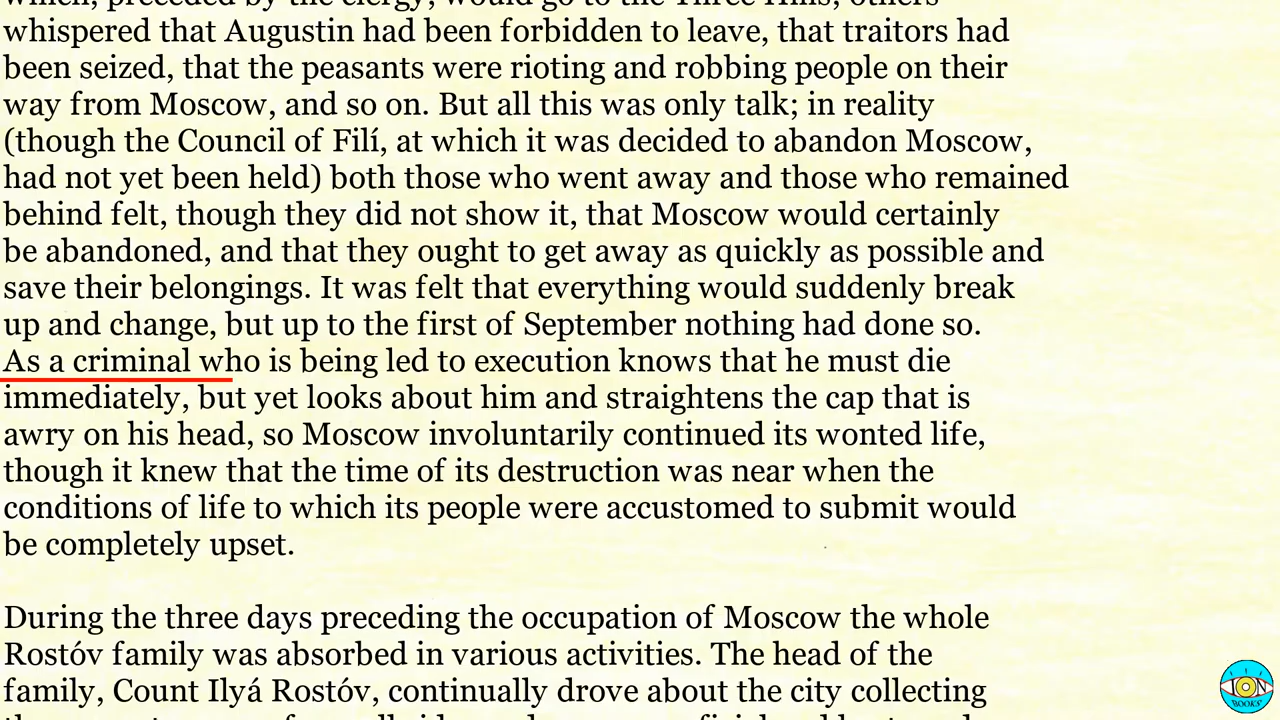 whispered that Augustin had been forbidden to leave, that traitors had
been seized, that the peasants were rioting and robbing people on their
way from Moscow, and so on. But all this was only talk; in reality
(though the Council of Filí, at which it was decided to abandon Moscow,
had not yet been held) both those who went away and those who remained
behind felt, though they did not show it, that Moscow would certainly
be abandoned, and that they ought to get away as quickly as possible and
save their belongings. It was felt that everything would suddenly break
up and change, but up to the first of September nothing had done so.
As a criminal who is being led to execution knows that he must die
immediately, but yet looks about him and straightens the cap that is
awry on his head, so Moscow involuntarily continued its wonted life,
though it knew that the time of its destruction was near when the
conditions of life to which its people were accustomed to submit would
be completely upset.
During the three days preceding the occupation of Moscow the whole
Rostóv family was absorbed in various activities. The head of the
family, Count Ilyá Rostóv, continually drove about the city collecting
ION
BOOKS